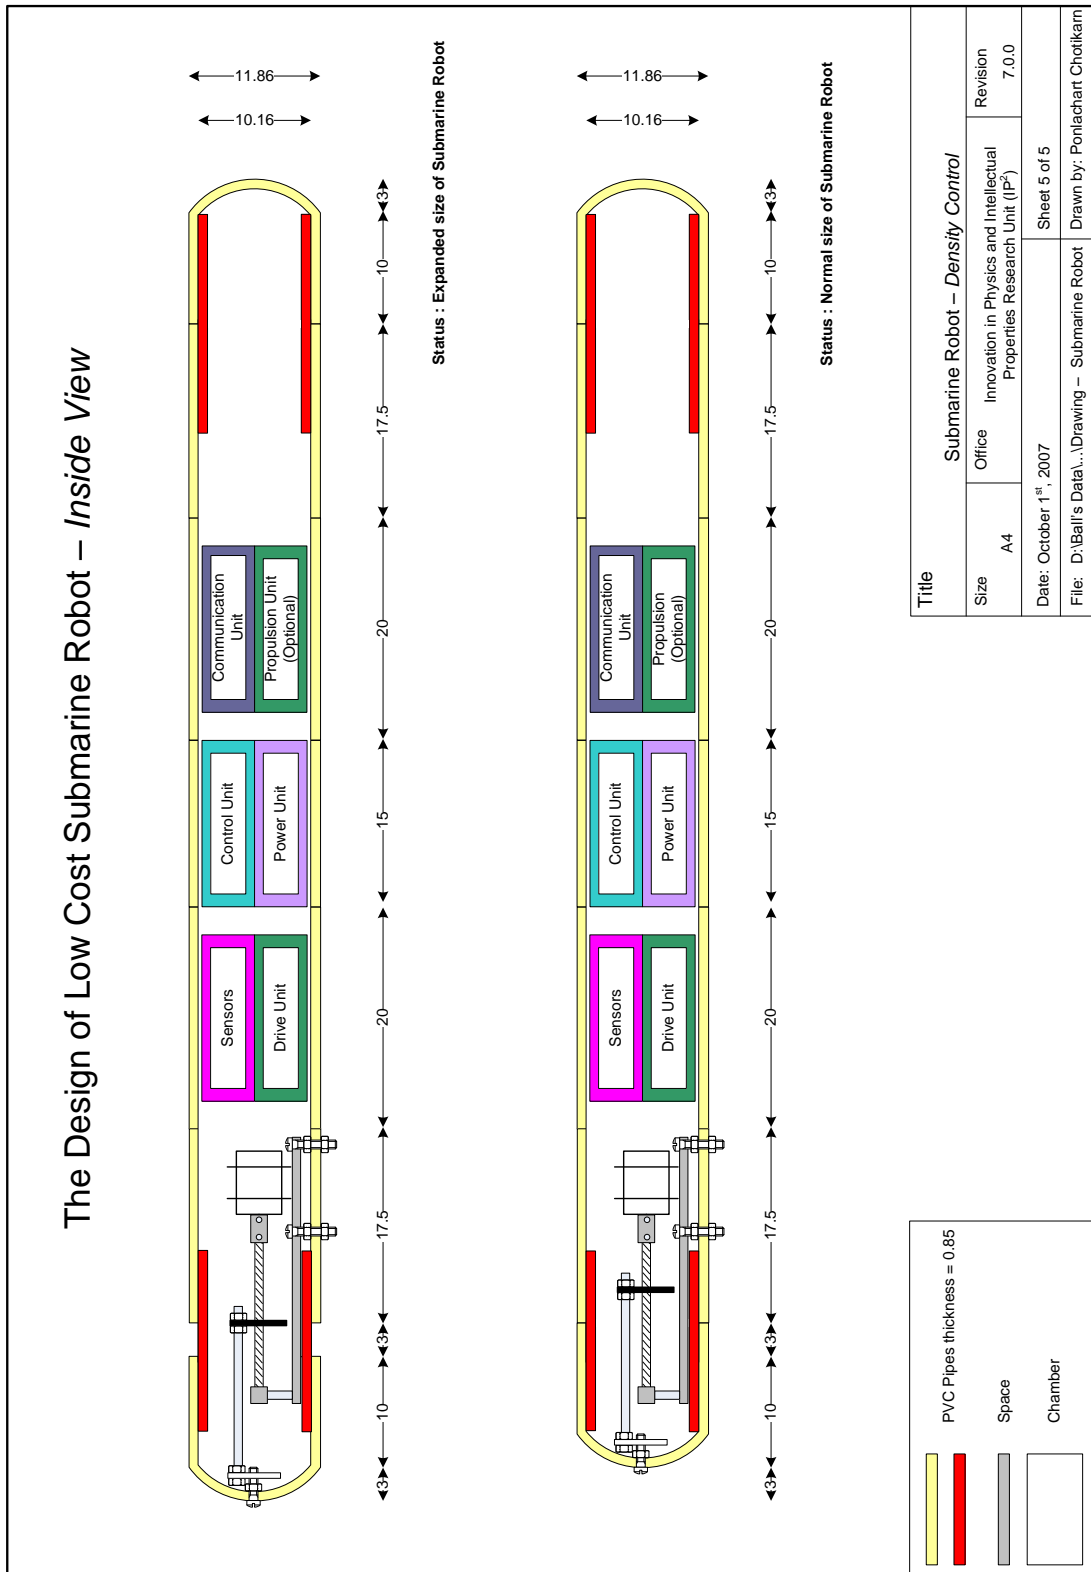 The Design of Low Cost Submarine Robot – Inside View
3
10
3
17.5
20
15
20
17.5
10
3
11.86
10.16
Sensors
Drive Unit
Control Unit
Power Unit
Communication
Unit
Propulsion Unit
(Optional)
Status : Expanded size of Submarine Robot
3
10
17.5
20
15
20
17.5
10
3
11.86
10.16
Sensors
Drive Unit
Control Unit
Power Unit
Communication
Unit
Propulsion
(Optional)
Status : Normal size of Submarine Robot
PVC Pipes thickness = 0.85
Space
Chamber
Title
Submarine Robot – Density Control
Size
A4
Office
Innovation in Physics and Intellectual
Properties Research Unit (IP²)
Revision
7.0.0
Date: October 1st, 2007
Sheet 5 of 5
File: D:\Ball's Data\...\Drawing – Submarine Robot
Drawn by: Ponlachart Chotikarn